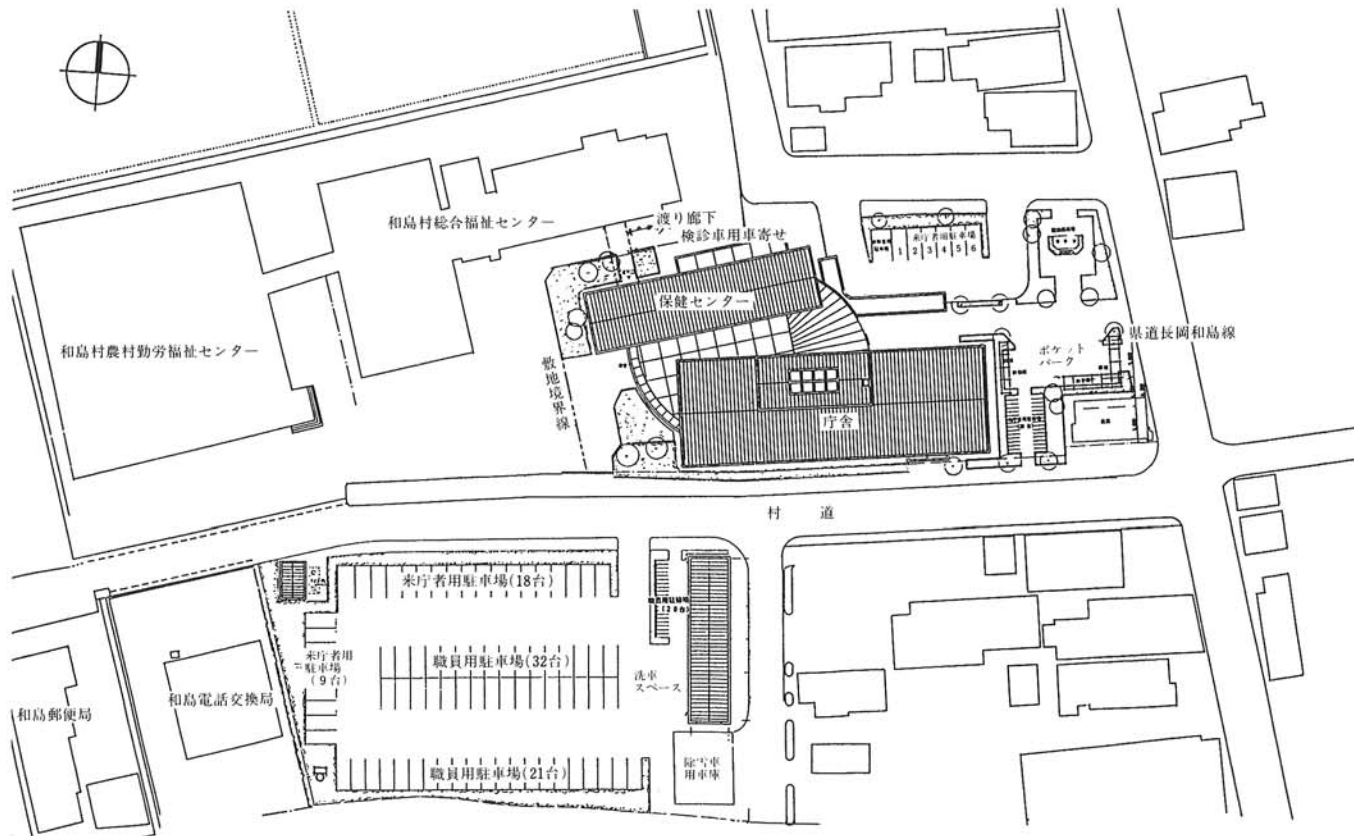 和島村総合福祉センター
渡り廊下
検診車用車寄せ
来庁者用駐車場
1 2 3 4 5 6
保健センター
和島村農村勤労福祉センター
県道長岡和島線
ポケット
パーク
敷地境界線
庁舎
村道
来庁者用駐車場(18台)
来庁者用
駐車場
(9台)
職員用駐車場(32台)
洗車
スペース
和島電話交換局
和島郵便局
職員用駐車場(21台)
除雪車
用車庫